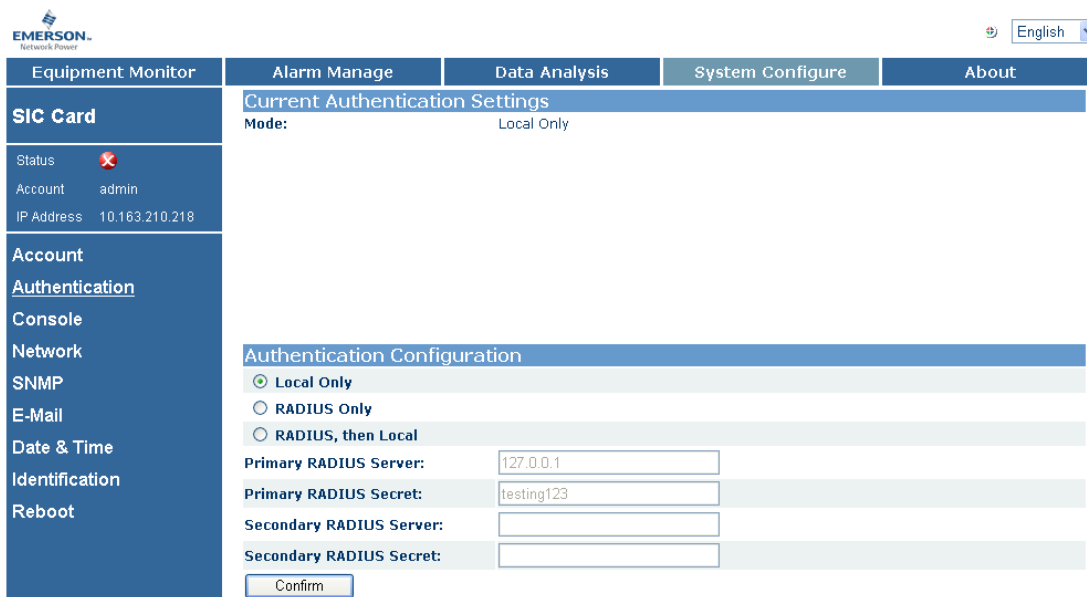 EMERSON™
Network Power
English
Equipment Monitor Alarm Manage Data Analysis System Configure About
SIC Card
Status
Account admin
IP Address 10.163.210.218
Account
Authentication
Console
Network
SNMP
E-Mail
Date & Time
Identification
Reboot
Current Authentication Settings
Mode: Local Only
Authentication Configuration
Local Only
RADIUS Only
RADIUS, then Local
Primary RADIUS Server: 127.0.0.1
Primary RADIUS Secret: testing123
Secondary RADIUS Server:
Secondary RADIUS Secret:
Confirm